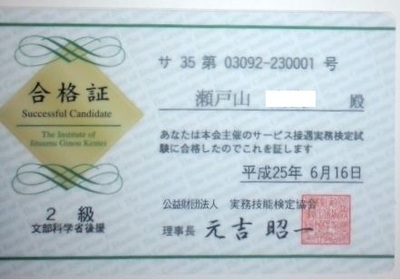 サ 35 第 03092-230001 号
合格証
Successful Candidate
The Institute of
Jitsumu Ginou Kentei
瀬戸山 殿
あなたは本会主催のサービス接遇実務検定試
験に合格したのでこれを証します
平成25年 6月16日
2 級
文部科学省後援
公益財団法人 実務技能検定協会
理事長 元吉 昭一